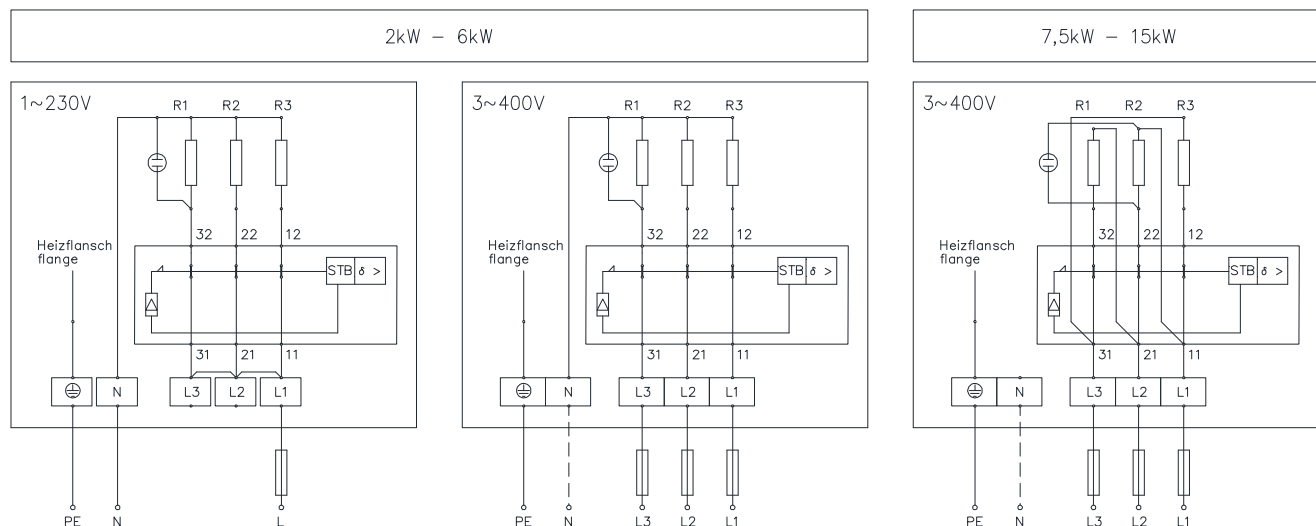 2kW – 6kW
7,5kW – 15kW
1~230V
R1 R2 R3
32 22 12
Heizflansch
flange
STB δ >
31 21 11
N L3 L2 L1
PE N L
3~400V
R1 R2 R3
32 22 12
Heizflansch
flange
STB δ >
31 21 11
N L3 L2 L1
PE N L3 L2 L1
3~400V
R1 R2 R3
32 22 12
Heizflansch
flange
STB δ >
31 21 11
N L3 L2 L1
PE N L3 L2 L1